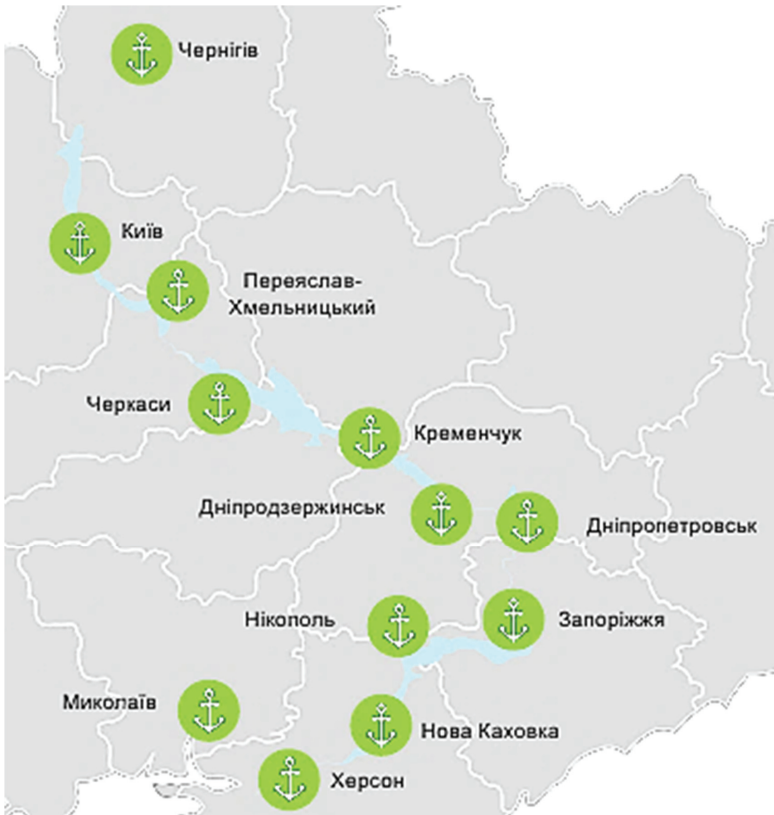 Чернігів
Київ
Переяслав-
Хмельницький
Черкаси
Кременчук
Дніпродзержинськ
Дніпропетровськ
Нікополь
Запоріжжя
Миколаїв
Нова Каховка
Херсон